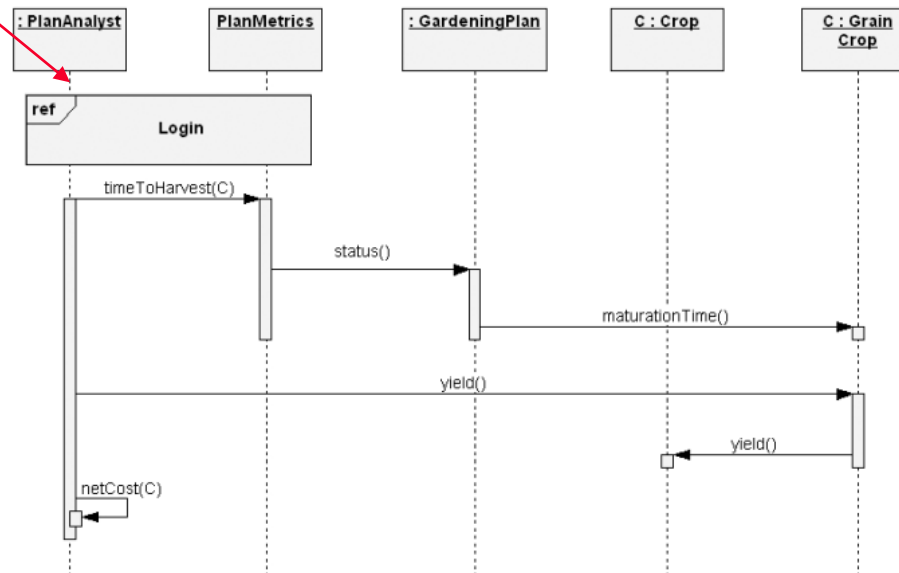 : PlanAnalyst
PlanMetrics
: GardeningPlan
C : Crop
C : Grain
Crop
ref
Login
timeToHarvest(C)
status()
maturationTime()
yield()
yield()
netCost(C)